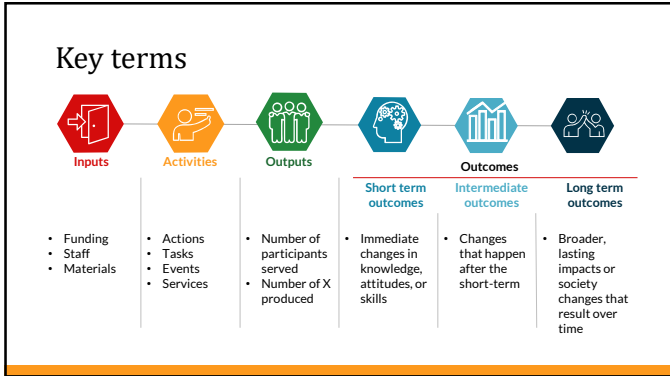 Key terms
Inputs
Activities
Outputs
Outcomes
Short term
outcomes
Intermediate
outcomes
Long term
outcomes
• Funding
• Staff
• Materials
• Actions
• Tasks
• Events
• Services
• Number of
participants
served
• Number of X
produced
• Immediate
changes in
knowledge,
attitudes, or
skills
• Changes
that happen
after the
short-term
• Broader,
lasting
impacts or
society
changes that
result over
time